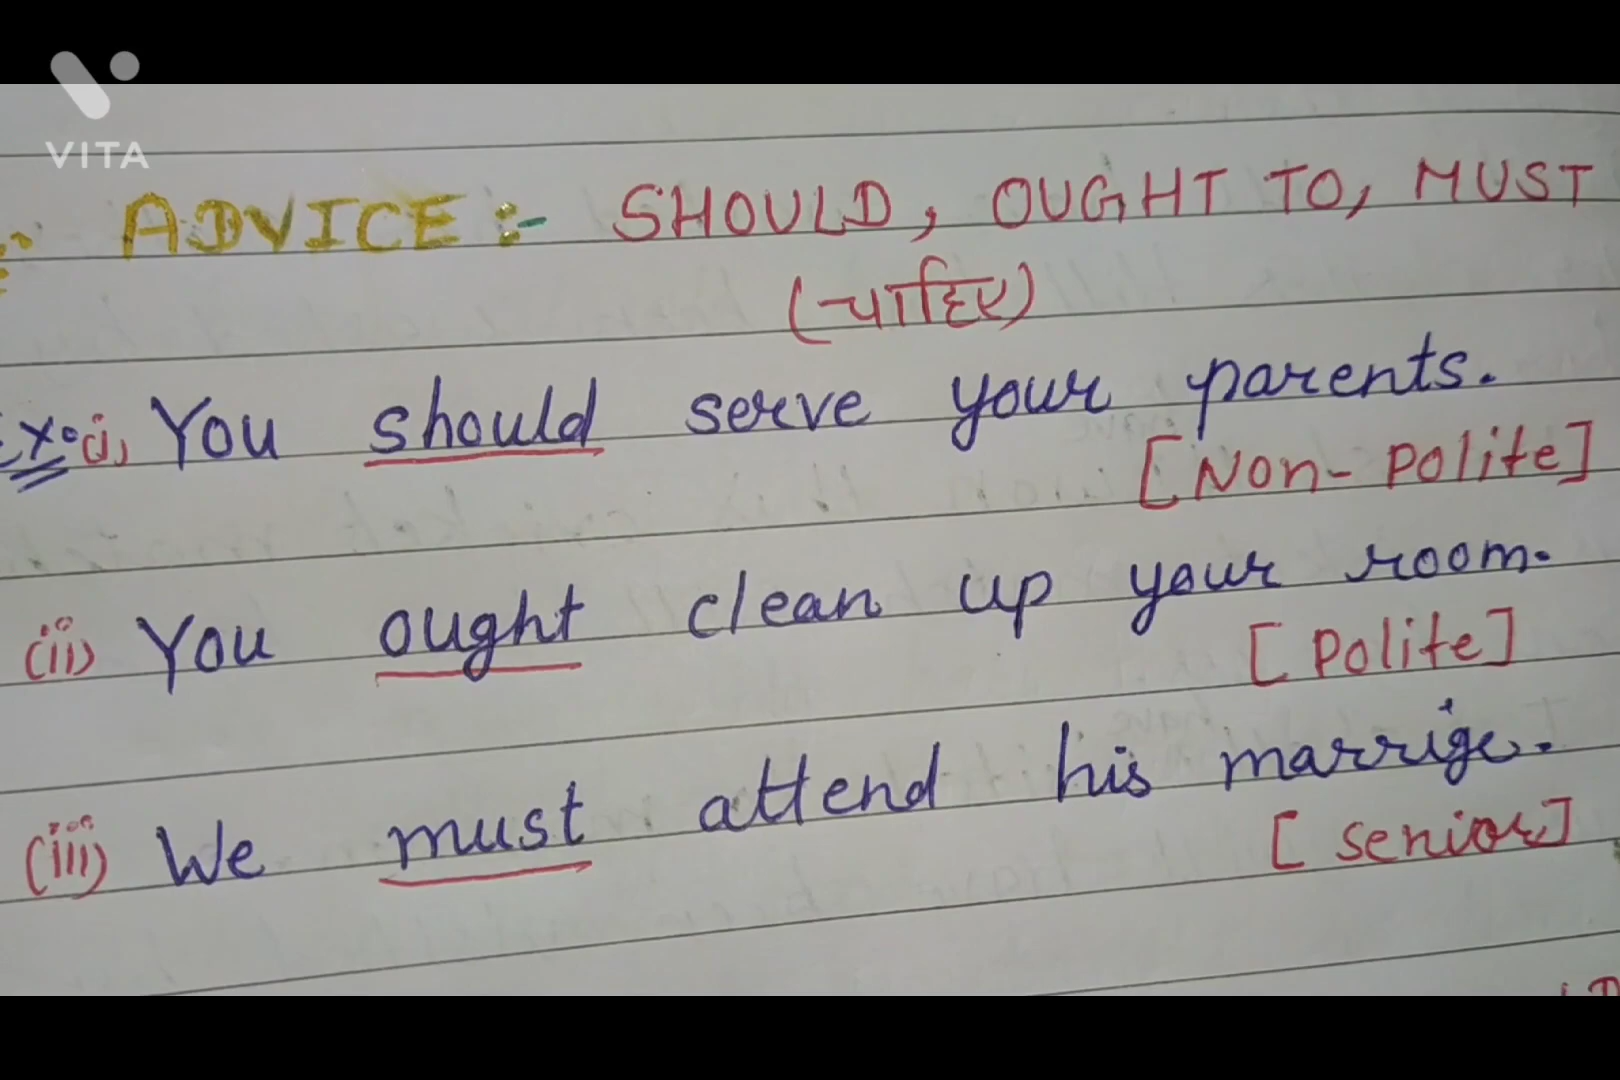 VITA
ADVICE :- SHOULD, OUGHT TO, MUST
(चाहिए)
Ex. (i) You should serve your parents.
[Non-Polite]
(ii) You ought clean up your room.
[Polite]
(iii) We must attend his marrige.
[Senior]